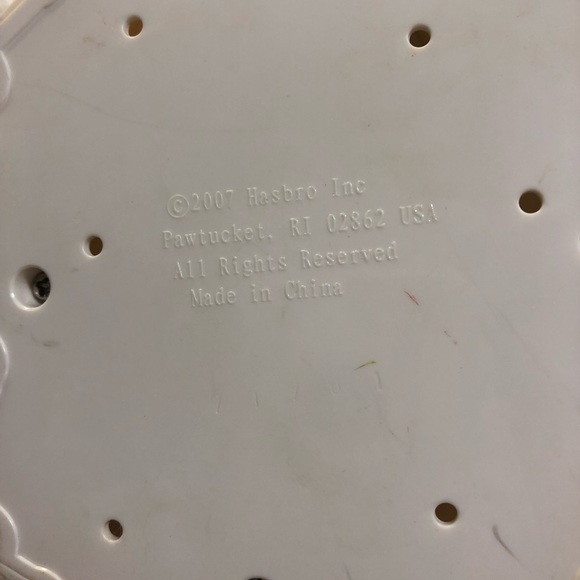 ©2007 Hasbro Inc
Pawtucket, RI 02862 USA
All Rights Reserved
Made in China